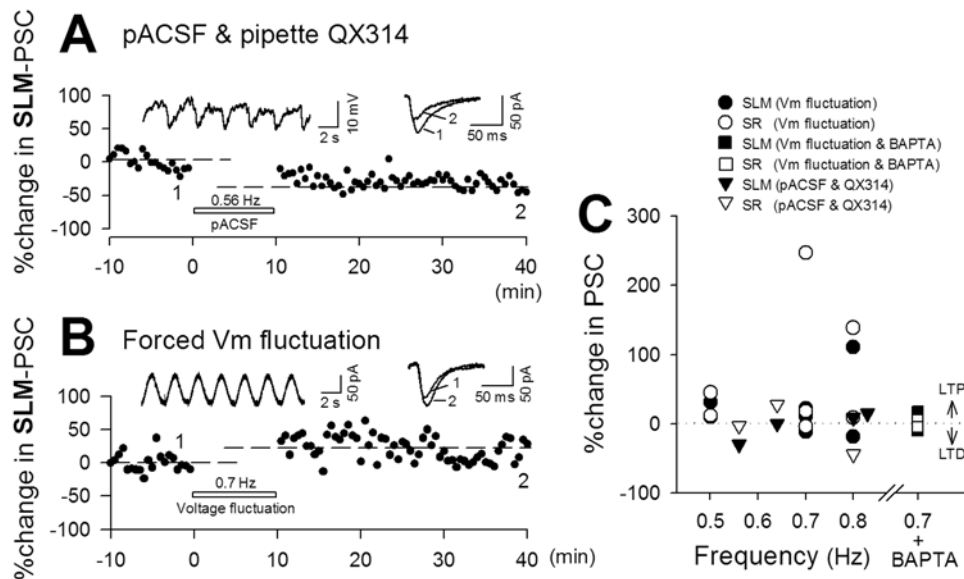 A pACSF & pipette QX314
%change in SLM-PSC
100
50
0
-50
-100
2 s
10 mV
2
1
50 ms
50 pA
1
0.56 Hz
pACSF
2
-10 0 10 20 30 40
(min)
B Forced Vm fluctuation
%change in SLM-PSC
100
50
0
-50
-100
2 s
50 pA
1
2
50 ms
50 pA
1
0.7 Hz
Voltage fluctuation
2
-10 0 10 20 30 40 (min)
SLM (Vm fluctuation)
SR (Vm fluctuation)
SLM (Vm fluctuation & BAPTA)
SR (Vm fluctuation & BAPTA)
SLM (pACSF & QX314)
SR (pACSF & QX314)
C
%change in PSC
300
200
100
0
-100
LTP
LTD
0.5 0.6 0.7 0.8 0.7
+
Frequency (Hz) BAPTA